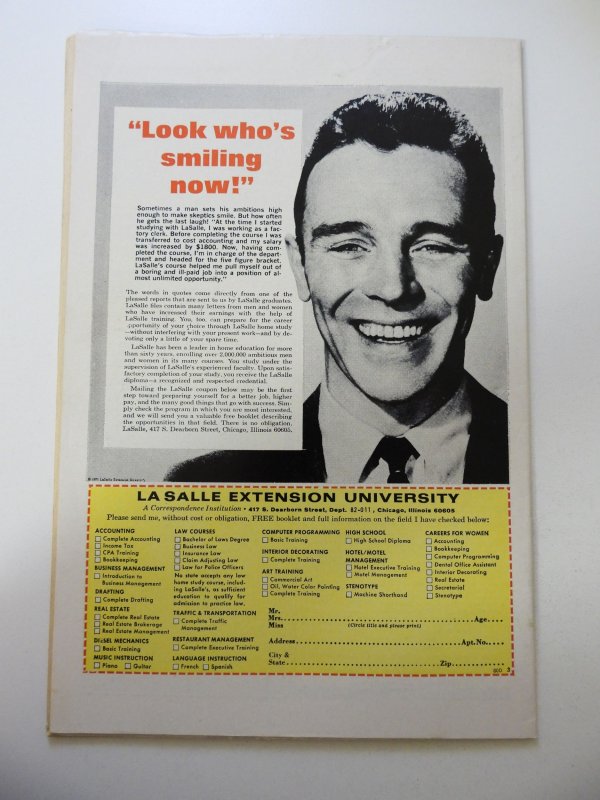 “Look who’s
smiling
now!”
Sometimes a man sets his ambitions high
enough to make skeptics smile. But how often
he gets the last laugh! “At the time I started
studying with LaSalle, I was working as a fac-
tory clerk. Before completing the course I was
transferred to cost accounting and my salary
was increased by $1800. Now, having com-
pleted the course, I’m in charge of the depart-
ment and headed for the five figure bracket.
LaSalle’s course helped me pull myself out of
a boring and ill-paid job into a position of al-
most unlimited opportunity.”
The words in quotes come directly from one of the
pleased reports that are sent to us by LaSalle graduates.
LaSalle files contain many letters from men and women
who have increased their earnings with the help of
LaSalle training. You, too, can prepare for the career
opportunity of your choice through LaSalle home study
—without interfering with your present work—and by de-
voting only a little of your spare time.
LaSalle has been a leader in home education for more
than sixty years, enrolling over 2,000,000 ambitious men
and women in its many courses. You study under the
supervision of LaSalle’s experienced faculty. Upon satis-
factory completion of your study, you receive the LaSalle
diploma—a recognized and respected credential.
Mailing the LaSalle coupon below may be the first
step toward preparing yourself for a better job, higher
pay, and the many good things that go with success. Sim-
ply check the program in which you are most interested,
and we will send you a valuable free booklet describing
the opportunities in that field. There is no obligation.
LaSalle, 417 S. Dearborn Street, Chicago, Illinois 60605.
LA SALLE EXTENSION UNIVERSITY
A Correspondence Institution • 417 S. Dearborn Street, Dept. 82-011, Chicago, Illinois 60605
Please send me, without cost or obligation, FREE booklet and full information on the field I have checked below:
ACCOUNTING
Complete Accounting
Income Tax
CPA Training
Bookkeeping
BUSINESS MANAGEMENT
Introduction to
Business Management
DRAFTING
Complete Drafting
REAL ESTATE
Complete Real Estate
Real Estate Brokerage
Real Estate Management
DIESEL MECHANICS
Basic Training
MUSIC INSTRUCTION
Piano Guitar
LAW COURSES
Bachelor of Laws Degree
Business Law
Insurance Law
Claim Adjusting Law
Law for Police Officers
No state accepts any law
home study course, includ-
ing LaSalle’s, as sufficient
education to qualify for
admission to practice law.
TRAFFIC & TRANSPORTATION
Complete Traffic
Management
RESTAURANT MANAGEMENT
Complete Executive Training
LANGUAGE INSTRUCTION
French Spanish
COMPUTER PROGRAMMING
Basic Training
INTERIOR DECORATING
Complete Training
ART TRAINING
Commercial Art
Oil, Water Color Painting
Complete Training
HIGH SCHOOL
High School Diploma
HOTEL/MOTEL
MANAGEMENT
Hotel Executive Training
Motel Management
STENOTYPE
Machine Shorthand
CAREERS FOR WOMEN
Accounting
Bookkeeping
Computer Programming
Dental Office Assistant
Interior Decorating
Real Estate
Secretarial
Stenotype
Mr.
Mrs. Age
Miss (Circle title and please print)
Address Apt.No.
City &
State Zip
800 3